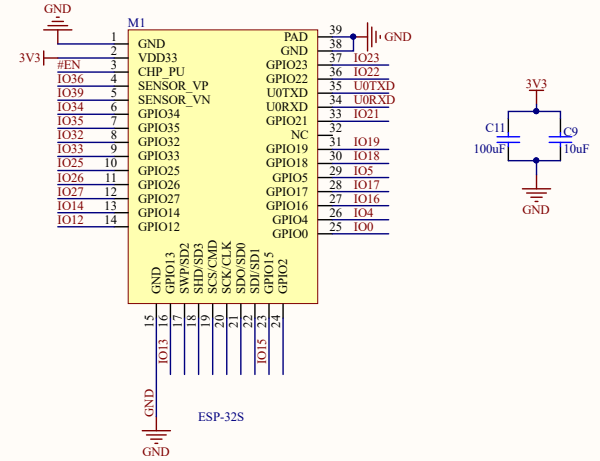 GND
M1
1 GND
2 VDD33
3V3
#EN 3 CHP_PU
IO36 4 SENSOR_VP
IO39 5 SENSOR_VN
IO34 6 GPIO34
IO35 7 GPIO35
IO32 8 GPIO32
IO33 9 GPIO33
IO25 10 GPIO25
IO26 11 GPIO26
IO27 12 GPIO27
IO14 13 GPIO14
IO12 14 GPIO12
PAD 39
GND
GND 38
GPIO23 37 IO23
GPIO22 36 IO22
U0TXD 35 U0TXD
U0RXD 34 U0RXD
GPIO21 33 IO21
NC 32
GPIO19 31 IO19
GPIO18 30 IO18
GPIO5 29 IO5
GPIO17 28 IO17
GPIO16 27 IO16
GPIO4 26 IO4
GPIO0 25 IO0
GND 15 GND
GPIO13 16 IO13
SWP/SD2 17
SHD/SD3 18
SCS/CMD 19
SCK/CLK 20
SDO/SD0 21
SDI/SD1 22
GPIO15 23 IO15
GPIO2 24
ESP-32S
GND
3V3
C11
100uF
C9
10uF
GND